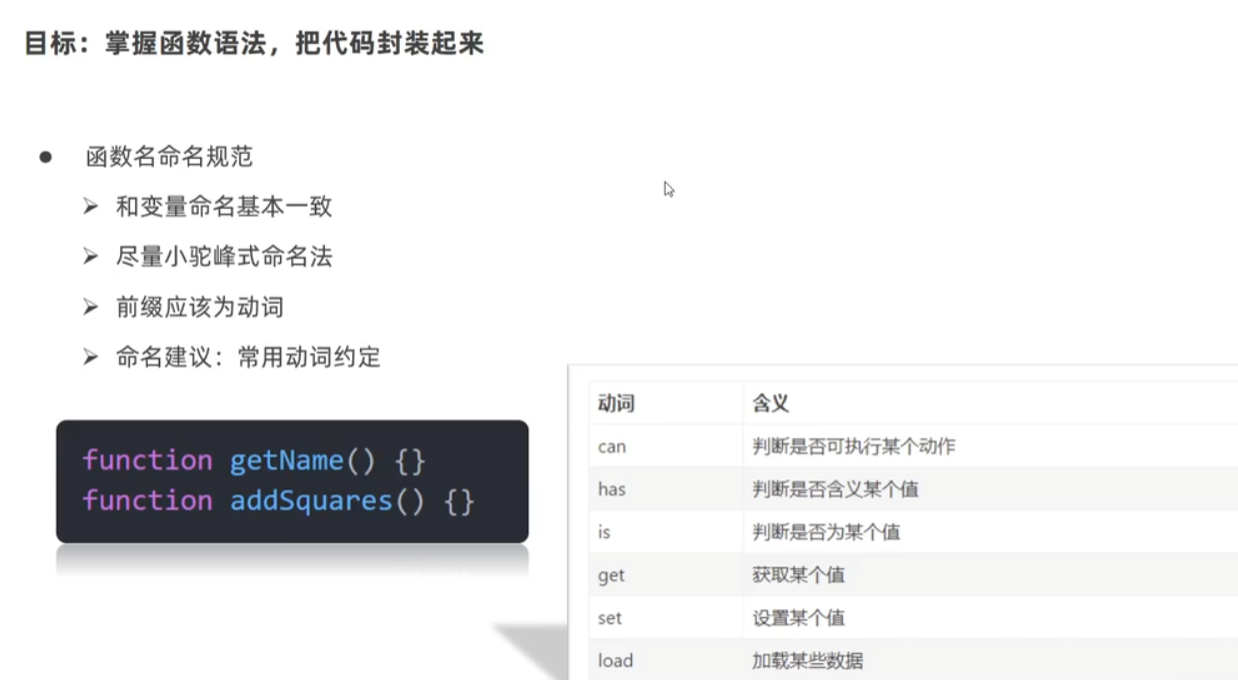 目标：掌握函数语法，把代码封装起来
函数名命名规范
和变量命名基本一致
尽量小驼峰式命名法
前缀应该为动词
命名建议：常用动词约定
function getName() {}
function addSquares() {}
动词 含义
can 判断是否可执行某个动作
has 判断是否含义某个值
is 判断是否为某个值
get 获取某个值
set 设置某个值
load 加载某些数据